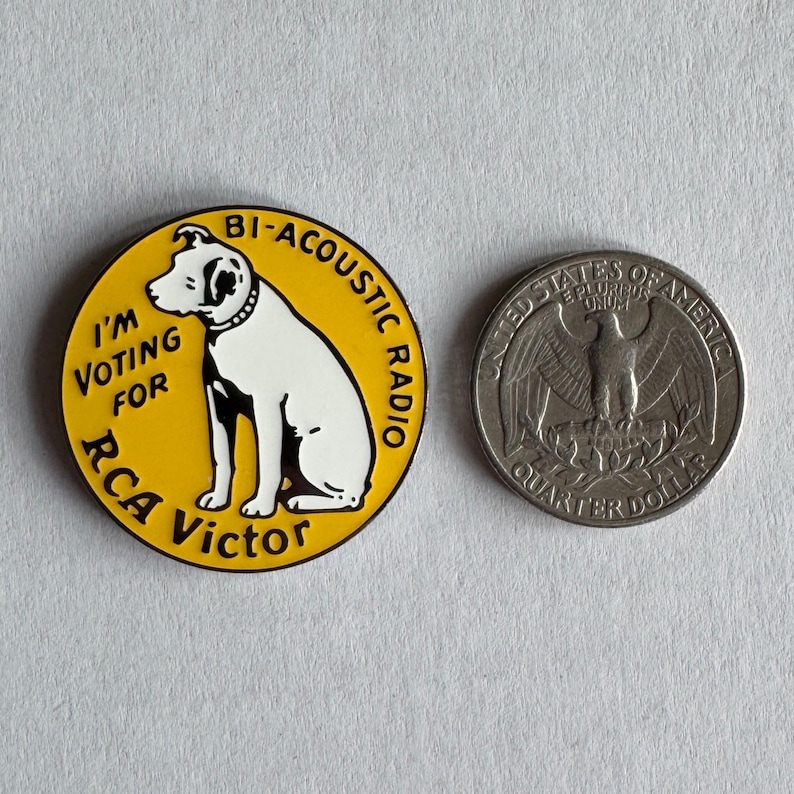 BI-ACOUSTIC RADIO
I'M
VOTING
FOR
RCA Victor
UNITED STATES OF AMERICA
E PLURIBUS
UNUM
QUARTER DOLLAR